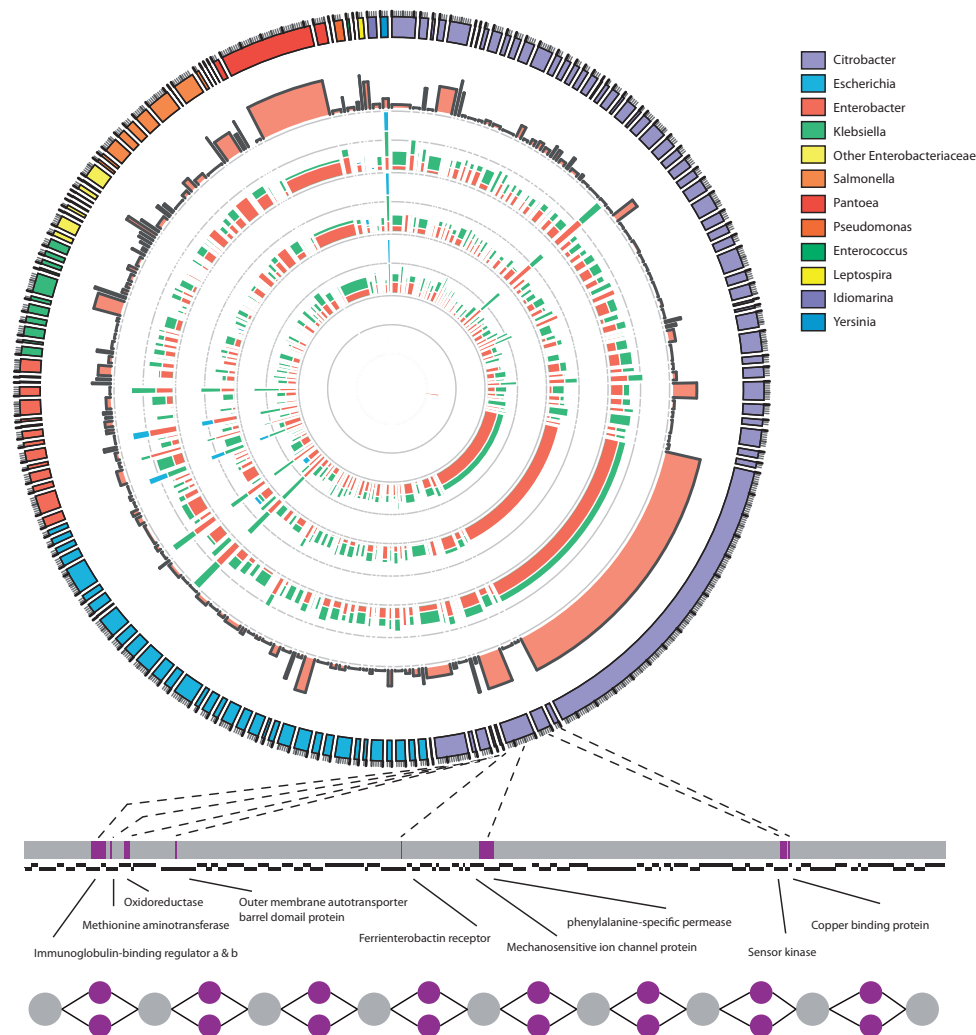 Citrobacter
Escherichia
Enterobacter
Klebsiella
Other Enterobacteriaceae
Salmonella
Pantoea
Pseudomonas
Enterococcus
Leptospira
Idiomarina
Yersinia
Oxidoreductase
Methionine aminotransferase
Immunoglobulin-binding regulator a & b
Outer membrane autotransporter
barrel domail protein
Ferrienterobactin receptor
Mechanosensitive ion channel protein
phenylalanine-specific permease
Sensor kinase
Copper binding protein